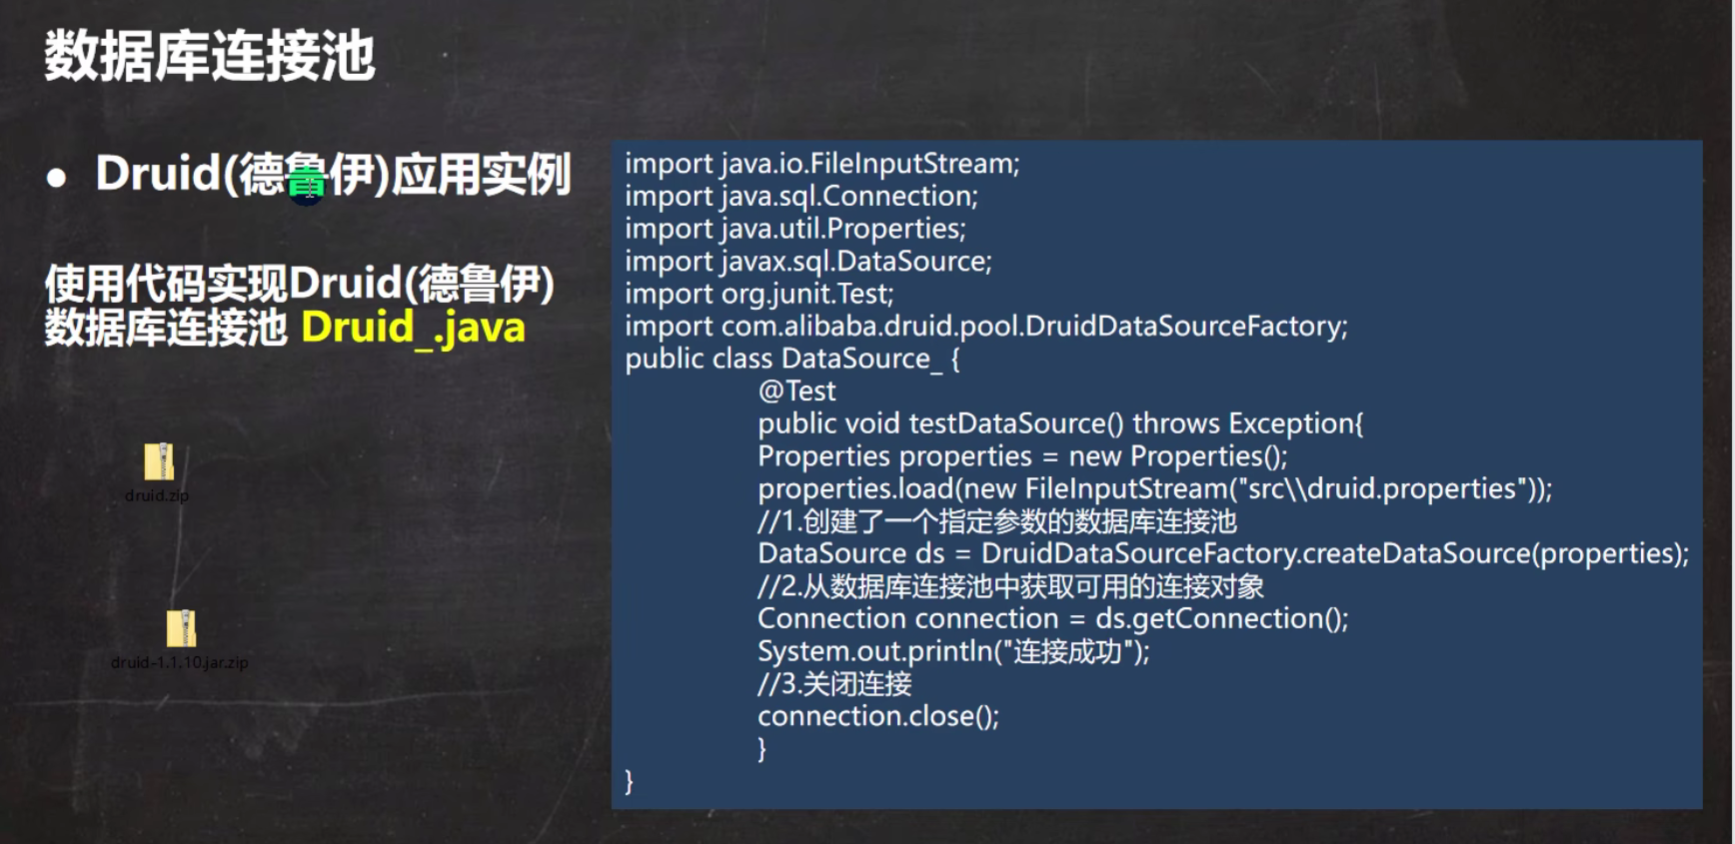 数据库连接池
● Druid(德鲁伊)应用实例
使用代码实现Druid(德鲁伊)
数据库连接池 Druid_.java
druid.zip
druid-1.1.10.jar.zip
import java.io.FileInputStream;
import java.sql.Connection;
import java.util.Properties;
import javax.sql.DataSource;
import org.junit.Test;
import com.alibaba.druid.pool.DruidDataSourceFactory;
public class DataSource_ {
@Test
public void testDataSource() throws Exception{
Properties properties = new Properties();
properties.load(new FileInputStream("src\\druid.properties"));
//1.创建了一个指定参数的数据库连接池
DataSource ds = DruidDataSourceFactory.createDataSource(properties);
//2.从数据库连接池中获取可用的连接对象
Connection connection = ds.getConnection();
System.out.println("连接成功");
//3.关闭连接
connection.close();
}
}